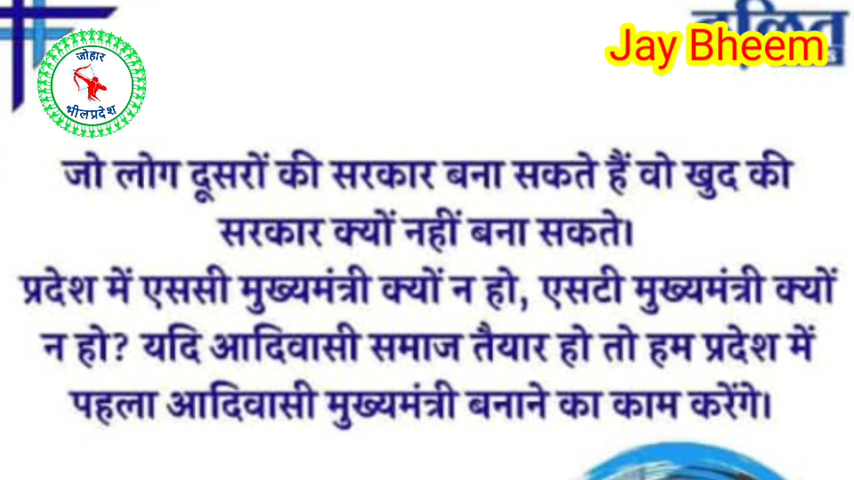 दलित
Jay Bheem
जोहार
भीलप्रदेश
जो लोग दूसरों की सरकार बना सकते हैं वो खुद की
सरकार क्यों नहीं बना सकते।
प्रदेश में एससी मुख्यमंत्री क्यों न हो, एसटी मुख्यमंत्री क्यों
न हो? यदि आदिवासी समाज तैयार हो तो हम प्रदेश में
पहला आदिवासी मुख्यमंत्री बनाने का काम करेंगे।